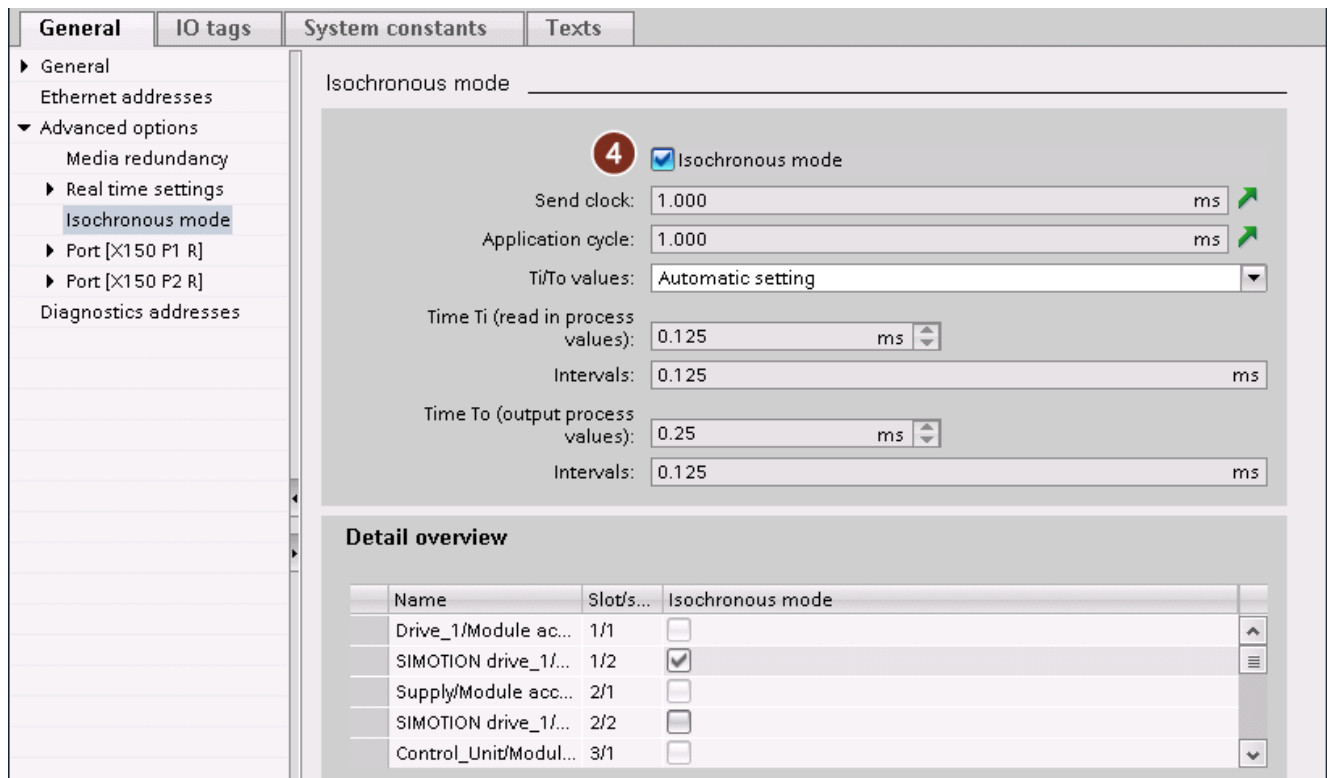 General IO tags System constants Texts
General
Ethernet addresses
Advanced options
Media redundancy
Real time settings
Isochronous mode
Port [X150 P1 R]
Port [X150 P2 R]
Diagnostics addresses
Isochronous mode
4 Isochronous mode
Send clock: 1.000 ms
Application cycle: 1.000 ms
Ti/To values: Automatic setting
Time Ti (read in process
values): 0.125 ms
Intervals: 0.125 ms
Time To (output process
values): 0.25 ms
Intervals: 0.125 ms
Detail overview
Name Slot/s... Isochronous mode
Drive_1/Module ac... 1/1
SIMOTION drive_1/... 1/2
Supply/Module acc... 2/1
SIMOTION drive_1/... 2/2
Control_Unit/Modul... 3/1